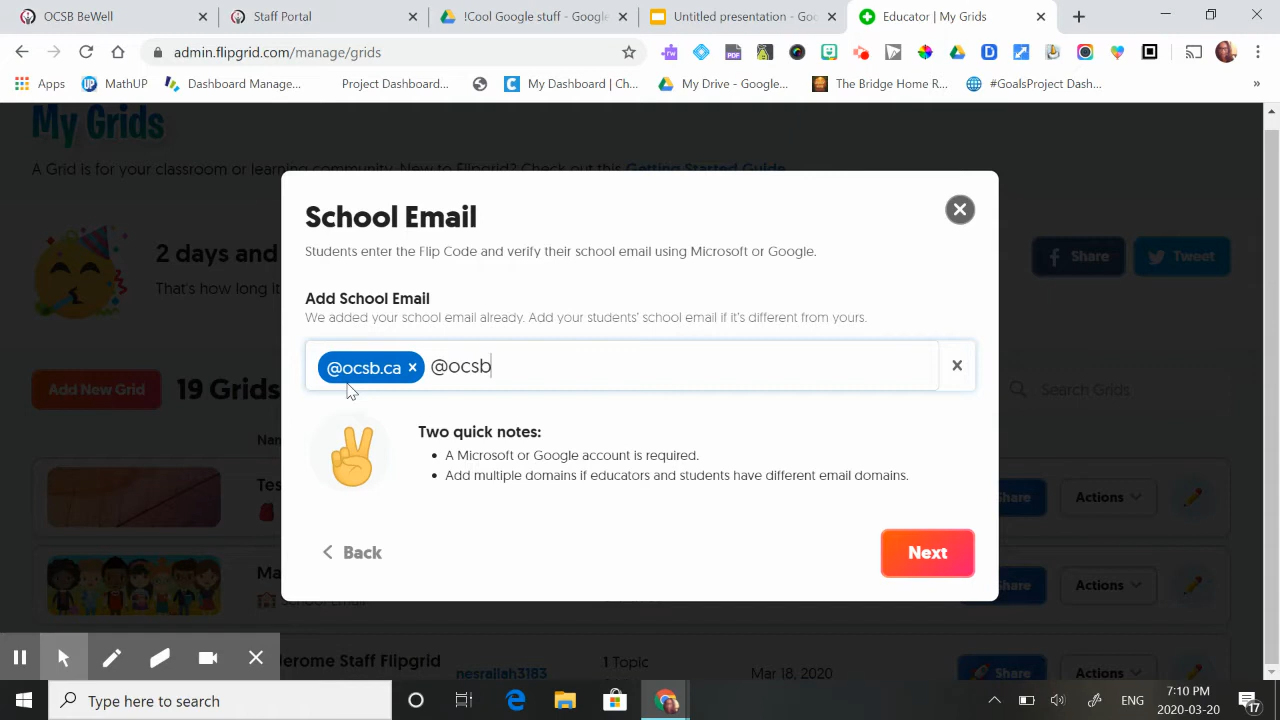 OCSB BeWell
Staff Portal
!Cool Google stuff - Google
Untitled presentation - Google
Educator | My Grids
admin.flipgrid.com/manage/grids
Apps
MathUP
Dashboard Manage...
Project Dashboard...
My Dashboard | Ch...
My Drive - Google...
The Bridge Home R...
#GoalsProject Dash...
»
My Grids
A Grid is for your classroom or learning community. New to Flipgrid? Check out this Getting Started Guide
2 days and
That's how long it
Share
Tweet
School Email
Students enter the Flip Code and verify their school email using Microsoft or Google.
Add School Email
We added your school email already. Add your students' school email if it's different from yours.
@ocsb.ca × @ocsb
Add New Grid
19 Grids
Search Grids
Two quick notes:
• A Microsoft or Google account is required.
• Add multiple domains if educators and students have different email domains.
Share
Actions
Back
Next
Share
Actions
School Email
Jerome Staff Flipgrid
nesrallah3183
1 Topic
Mar 18, 2020
Share
Actions
Type here to search
ENG
7:10 PM
2020-03-20
17